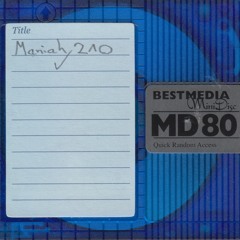 Title
Mariah 210
BESTMEDIA
MiniDisc
MD 80
Quick Random Access